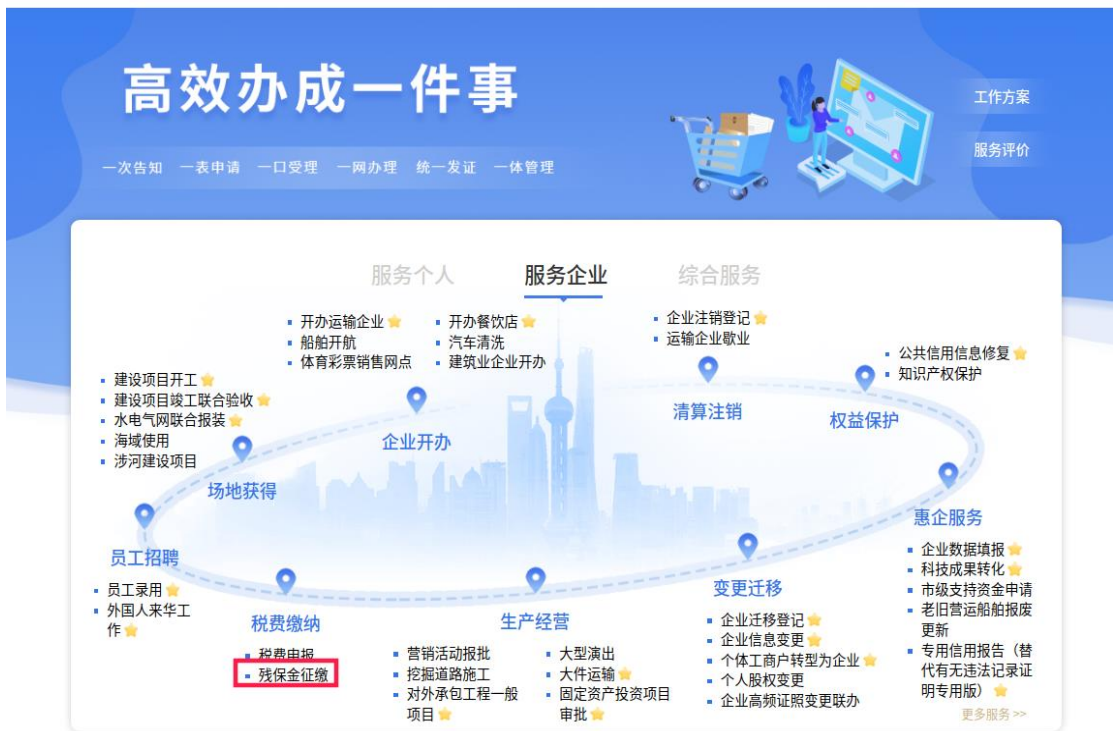 高效办成一件事
一次告知 一表申请 一口受理 一网办理 统一发证 一体管理
工作方案
服务评价
服务个人 服务企业 综合服务
开办运输企业
船舶开航
体育彩票销售网点
开办餐饮店
汽车清洗
建筑业企业开办
企业开办
企业注销登记
运输企业歇业
清算注销
公共信用信息修复
知识产权保护
权益保护
建设项目开工
建设项目竣工联合验收
水电气网联合报装
海域使用
涉河建设项目
场地获得
员工招聘
员工录用
外国人来华工
作
税费缴纳
税费申报
残保金征缴
生产经营
营销活动报批
挖掘道路施工
对外承包工程一般
项目
大型演出
大件运输
固定资产投资项目
审批
变更迁移
企业迁移登记
企业信息变更
个体工商户转型为企业
个人股权变更
企业高频证照变更联办
惠企服务
企业数据填报
科技成果转化
市级支持资金申请
老旧营运船舶报废
更新
专用信用报告（替
代有无违法记录证
明专用版）
更多服务 >>